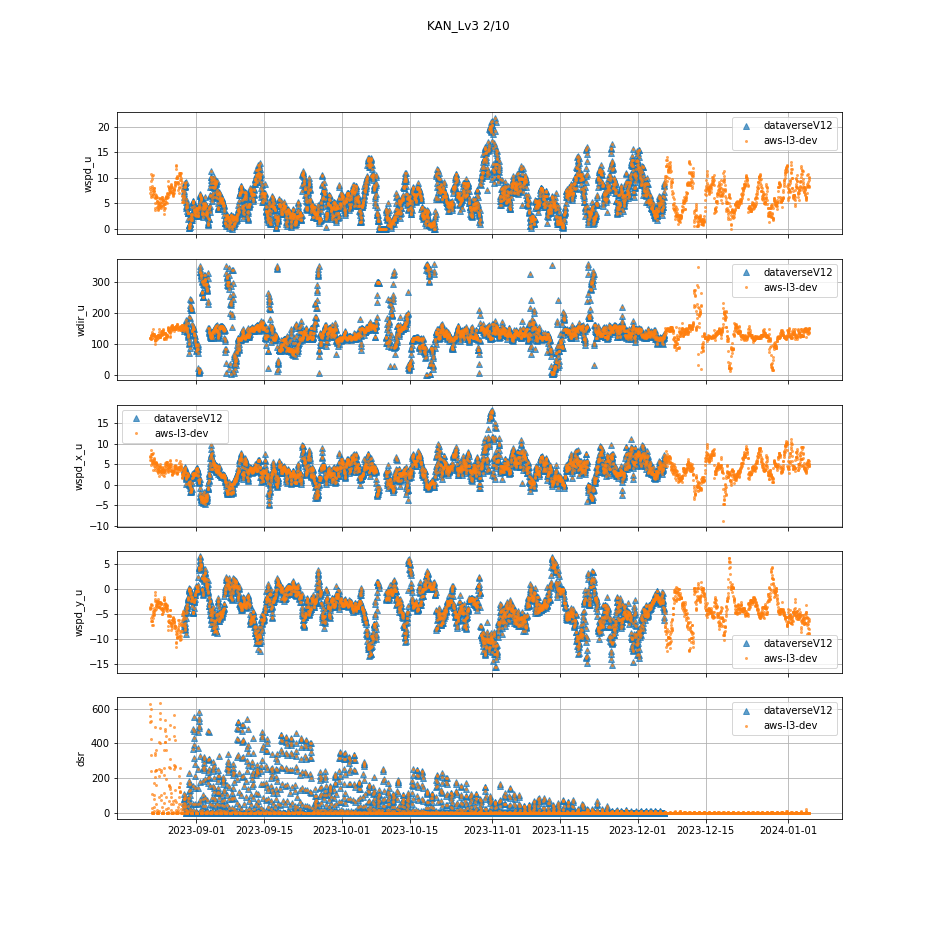 KAN_Lv3 2/10
wspd_u
20
15
10
5
0
dataverseV12
aws-l3-dev
wdir_u
300
200
100
0
dataverseV12
aws-l3-dev
wspd_x_u
15
10
5
0
−5
−10
dataverseV12
aws-l3-dev
wspd_y_u
5
0
−5
−10
−15
dataverseV12
aws-l3-dev
dsr
600
400
200
0
dataverseV12
aws-l3-dev
2023-09-01 2023-09-15 2023-10-01 2023-10-15 2023-11-01 2023-11-15 2023-12-01 2023-12-15 2024-01-01